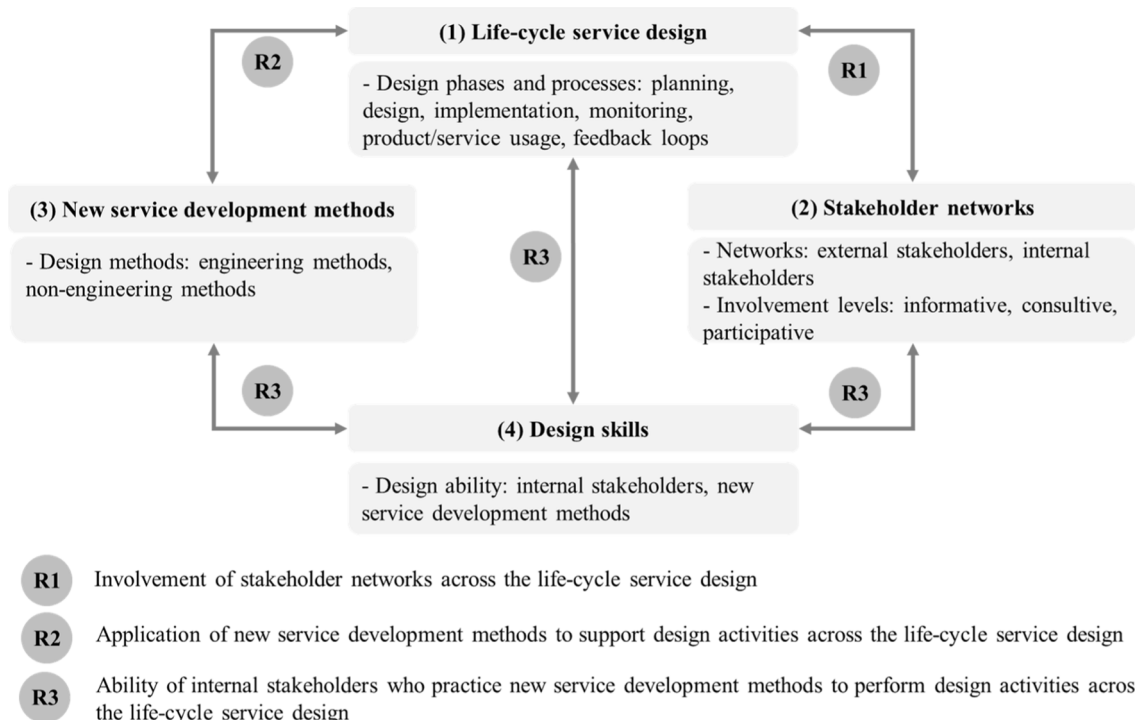 (1) Life-cycle service design
R2
R1
- Design phases and processes: planning,
design, implementation, monitoring,
product/service usage, feedback loops
(3) New service development methods
(2) Stakeholder networks
- Design methods: engineering methods,
non-engineering methods
R3
- Networks: external stakeholders, internal
stakeholders
- Involvement levels: informative, consultive,
participative
R3
R3
(4) Design skills
- Design ability: internal stakeholders, new
service development methods
R1 Involvement of stakeholder networks across the life-cycle service design
R2 Application of new service development methods to support design activities across the life-cycle service design
R3 Ability of internal stakeholders who practice new service development methods to perform design activities acros
the life-cycle service design